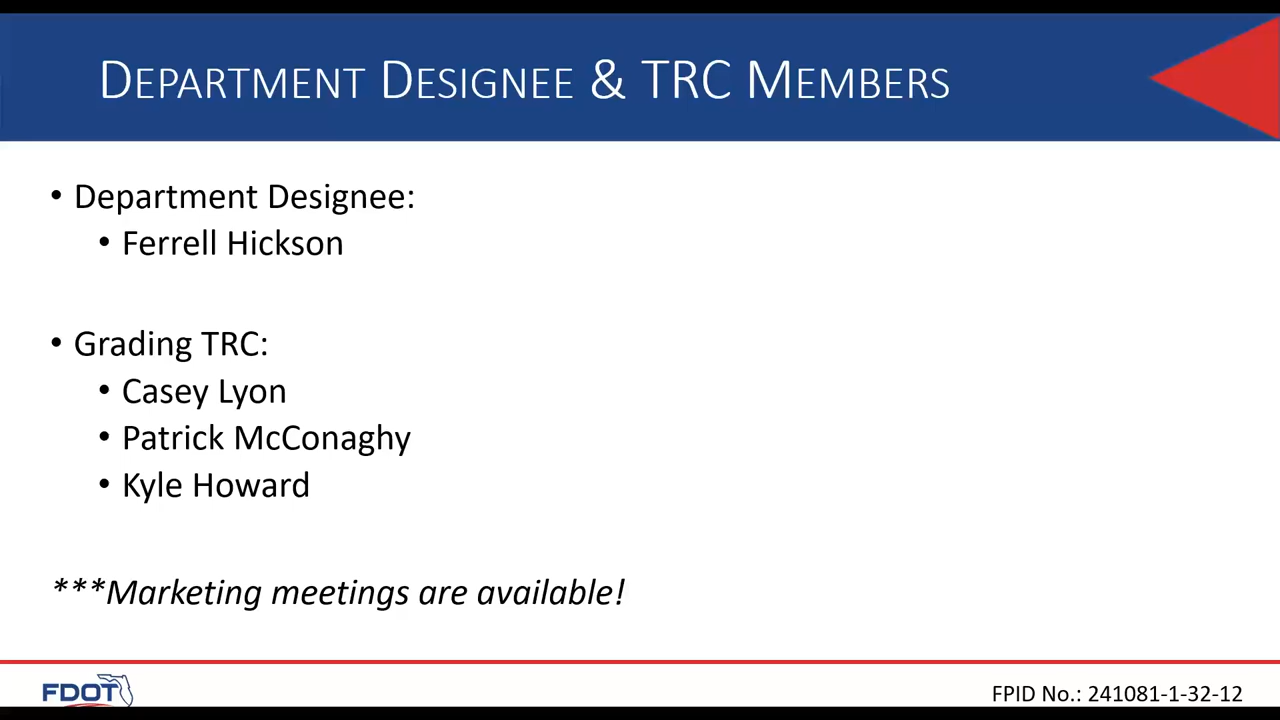 DEPARTMENT DESIGNEE & TRC MEMBERS
• Department Designee:
• Ferrell Hickson
• Grading TRC:
• Casey Lyon
• Patrick McConaghy
• Kyle Howard
***Marketing meetings are available!
FDOT
FPID No.: 241081-1-32-12